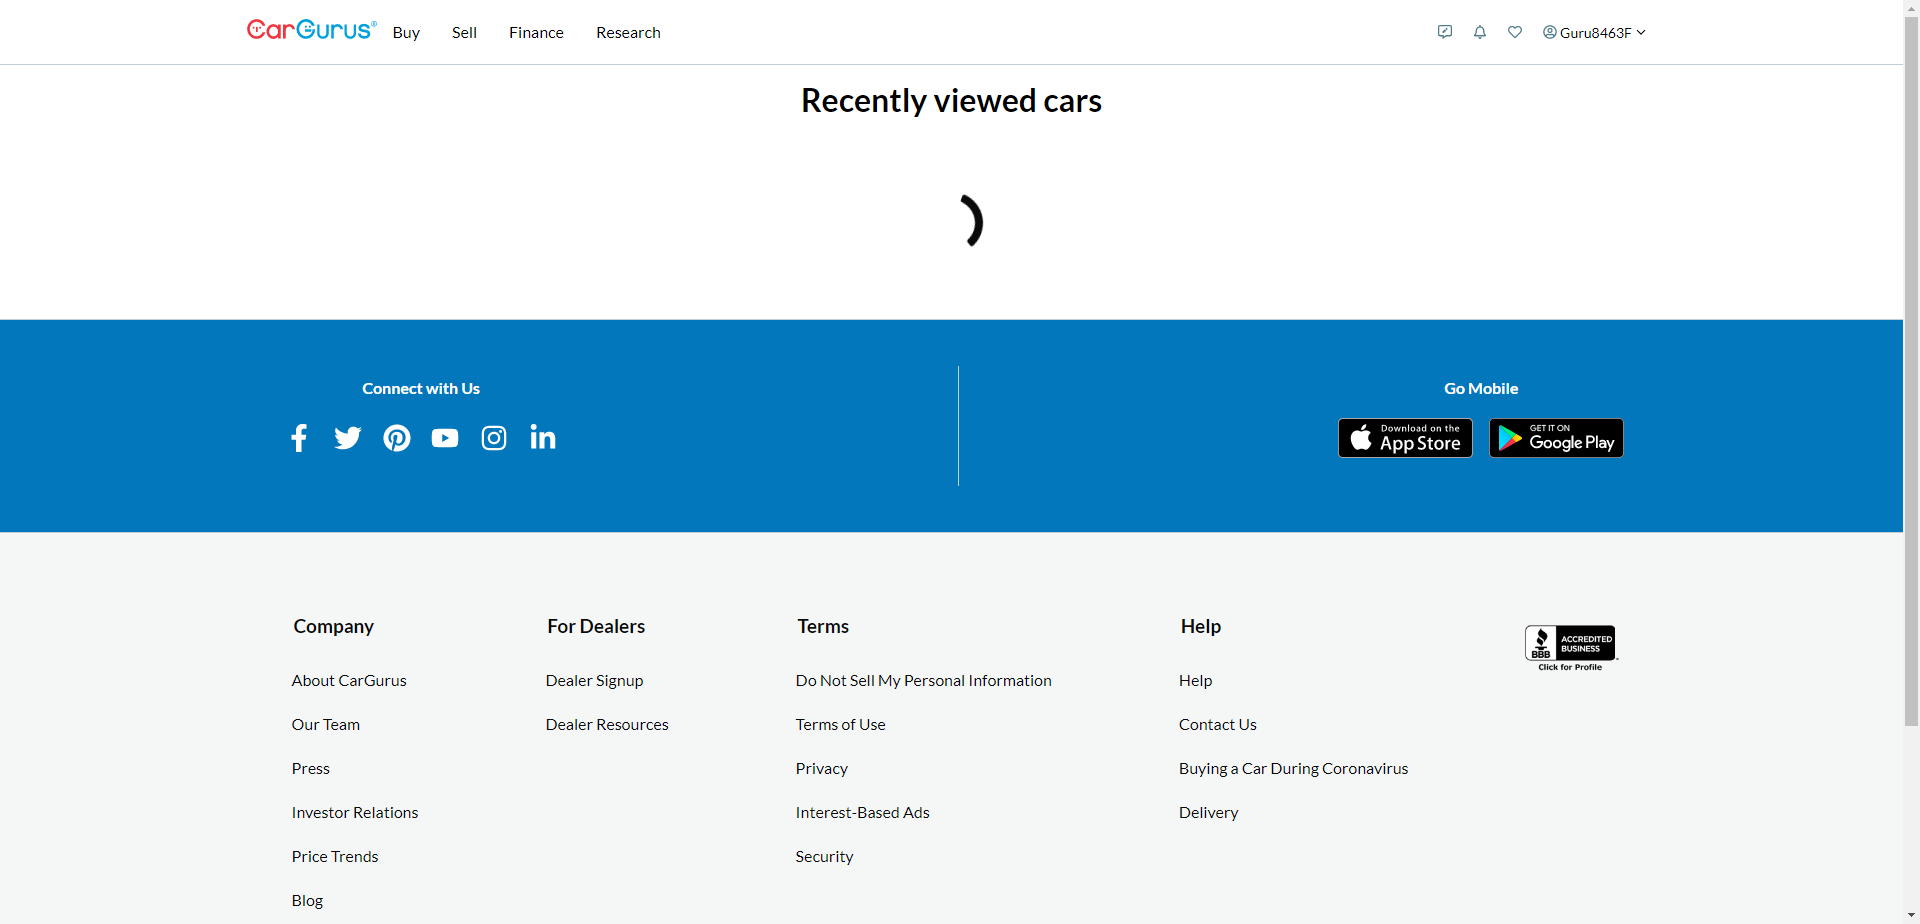 CarGurus®
Buy
Sell
Finance
Research
Guru8463F
Recently viewed cars
Connect with Us
Go Mobile
Download on the
App Store
GET IT ON
Google Play
Company
About CarGurus
Our Team
Press
Investor Relations
Price Trends
Blog
For Dealers
Dealer Signup
Dealer Resources
Terms
Do Not Sell My Personal Information
Terms of Use
Privacy
Interest-Based Ads
Security
Help
Help
Contact Us
Buying a Car During Coronavirus
Delivery
BBB
ACCREDITED
BUSINESS
Click for Profile